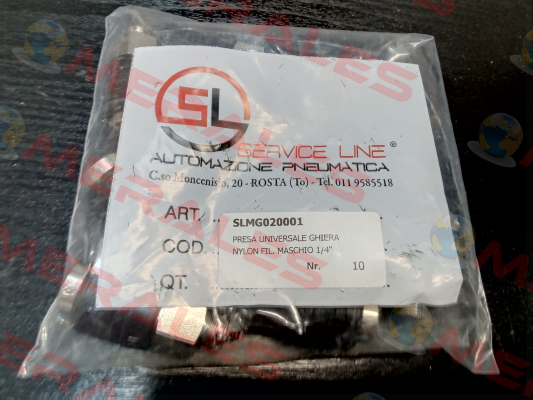 SL
SERVICE LINE®
AUTOMAZIONE PNEUMATICA
C.so Moncenisio, 20 - ROSTA (To) - Tel. 011 9585518
ART.
SLMG020001
COD.
PRESA UNIVERSALE GHIERA
NYLON FIL. MASCHIO 1/4"
Nr. 10
QT.
MERALES